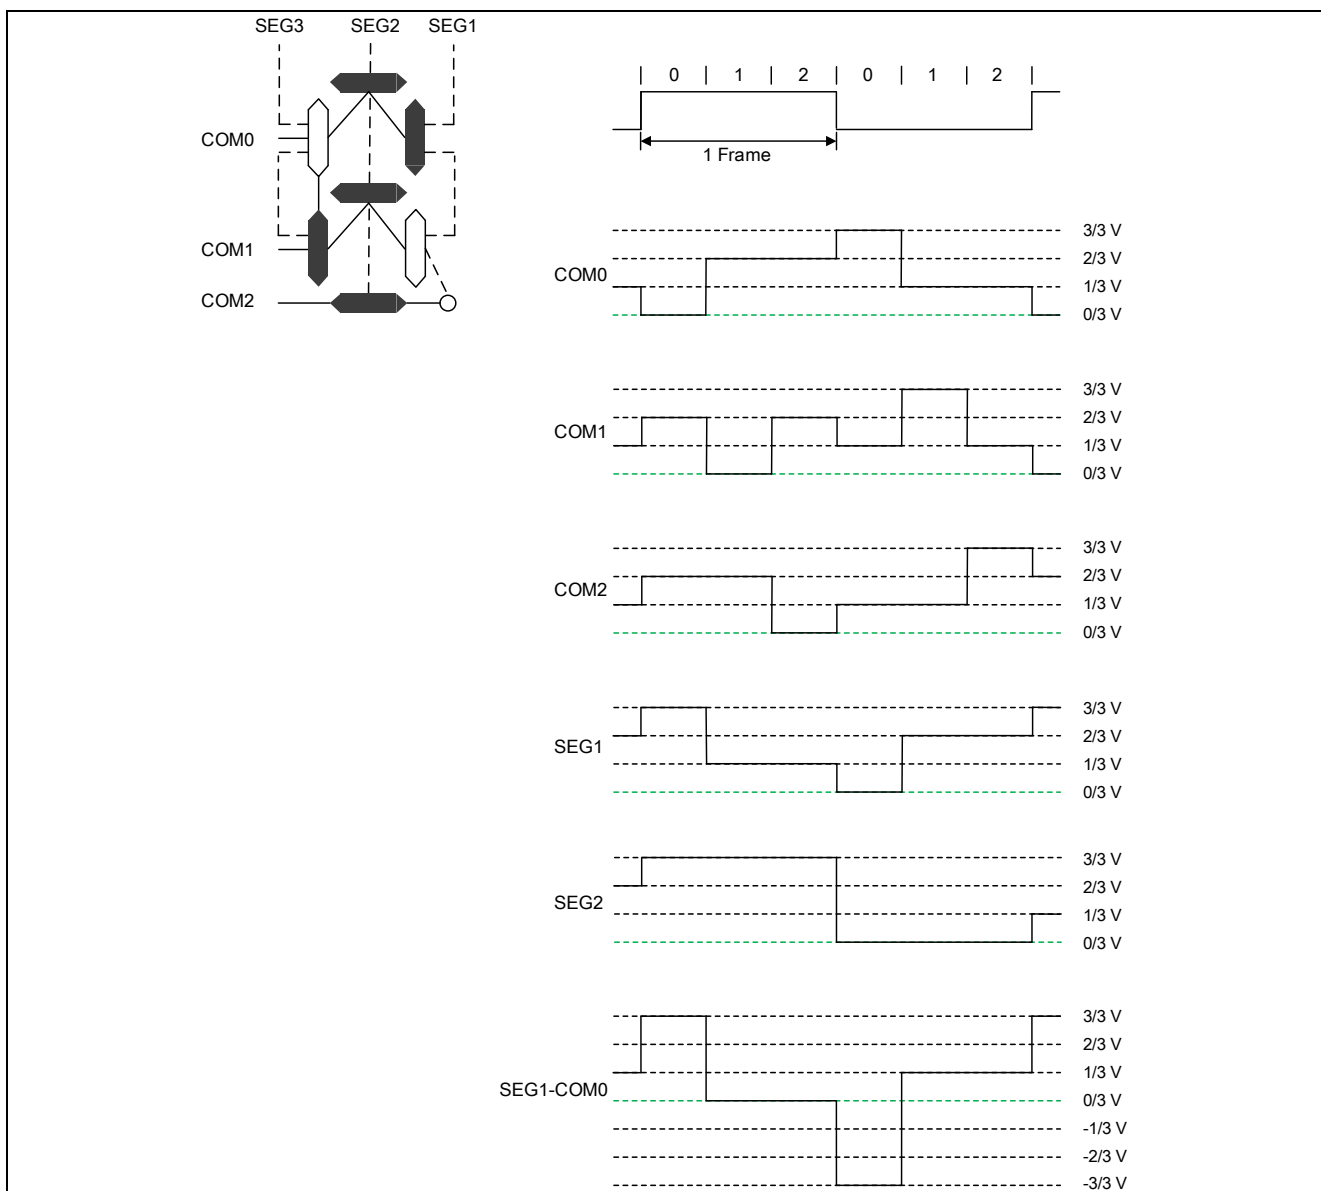 SEG3 SEG2 SEG1
COM0
COM1
COM2
0 1 2 0 1 2
1 Frame
COM0
3/3 V
2/3 V
1/3 V
0/3 V
COM1
3/3 V
2/3 V
1/3 V
0/3 V
COM2
3/3 V
2/3 V
1/3 V
0/3 V
SEG1
3/3 V
2/3 V
1/3 V
0/3 V
SEG2
3/3 V
2/3 V
1/3 V
0/3 V
SEG1-COM0
3/3 V
2/3 V
1/3 V
0/3 V
-1/3 V
-2/3 V
-3/3 V